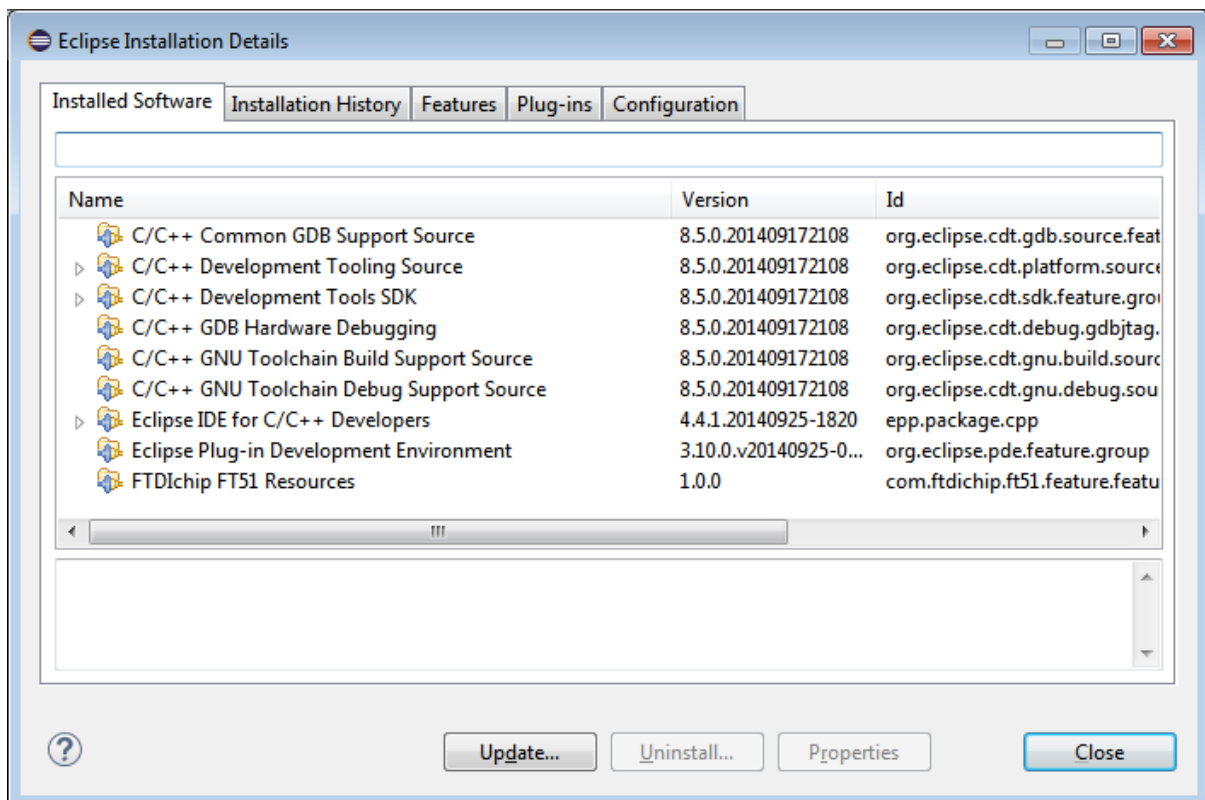 Eclipse Installation Details
Installed Software Installation History Features Plug-ins Configuration
Name Version Id
C/C++ Common GDB Support Source 8.5.0.201409172108 org.eclipse.cdt.gdb.source.feat
C/C++ Development Tooling Source 8.5.0.201409172108 org.eclipse.cdt.platform.source
C/C++ Development Tools SDK 8.5.0.201409172108 org.eclipse.cdt.sdk.feature.grou
C/C++ GDB Hardware Debugging 8.5.0.201409172108 org.eclipse.cdt.debug.gdbjtag.
C/C++ GNU Toolchain Build Support Source 8.5.0.201409172108 org.eclipse.cdt.gnu.build.sourc
C/C++ GNU Toolchain Debug Support Source 8.5.0.201409172108 org.eclipse.cdt.gnu.debug.sou
Eclipse IDE for C/C++ Developers 4.4.1.20140925-1820 epp.package.cpp
Eclipse Plug-in Development Environment 3.10.0.v20140925-0... org.eclipse.pde.feature.group
FTDIchip FT51 Resources 1.0.0 com.ftdichip.ft51.feature.featu
? Update... Uninstall... Properties Close